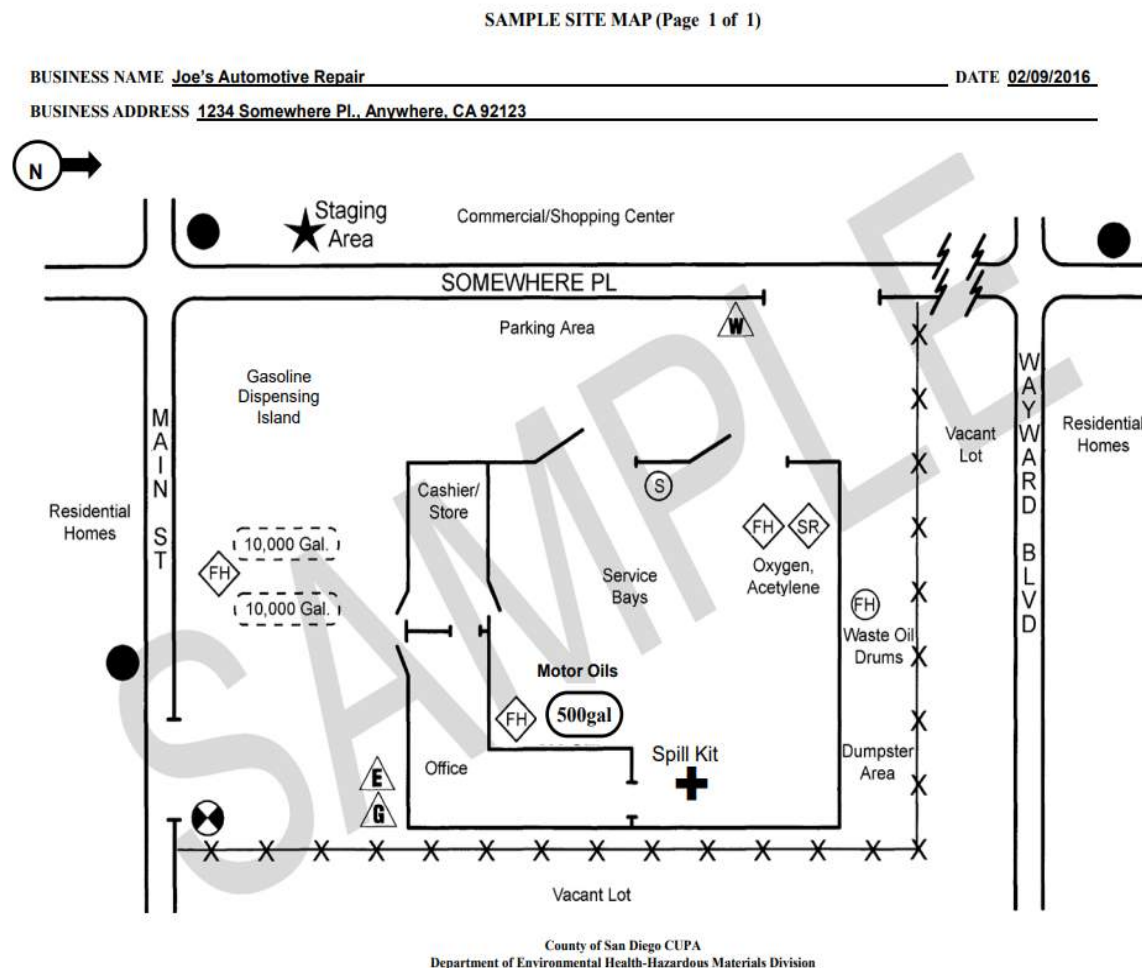 SAMPLE SITE MAP (Page 1 of 1)
BUSINESS NAME Joe's Automotive Repair DATE 02/09/2016
BUSINESS ADDRESS 1234 Somewhere Pl., Anywhere, CA 92123
N
Staging
Area
Commercial/Shopping Center
SOMEWHERE PL
Parking Area
W
Gasoline
Dispensing
Island
MAIN ST
WAYWARD BLVD
Vacant
Lot
Residential
Homes
Residential
Homes
Cashier/
Store
S
FH
SR
Oxygen,
Acetylene
10,000 Gal.
FH
10,000 Gal.
Service
Bays
FH
Waste Oil
Drums
Motor Oils
FH
500gal
Spill Kit
Office
E
G
Dumpster
Area
Vacant Lot
SAMPLE
County of San Diego CUPA
Department of Environmental Health-Hazardous Materials Division